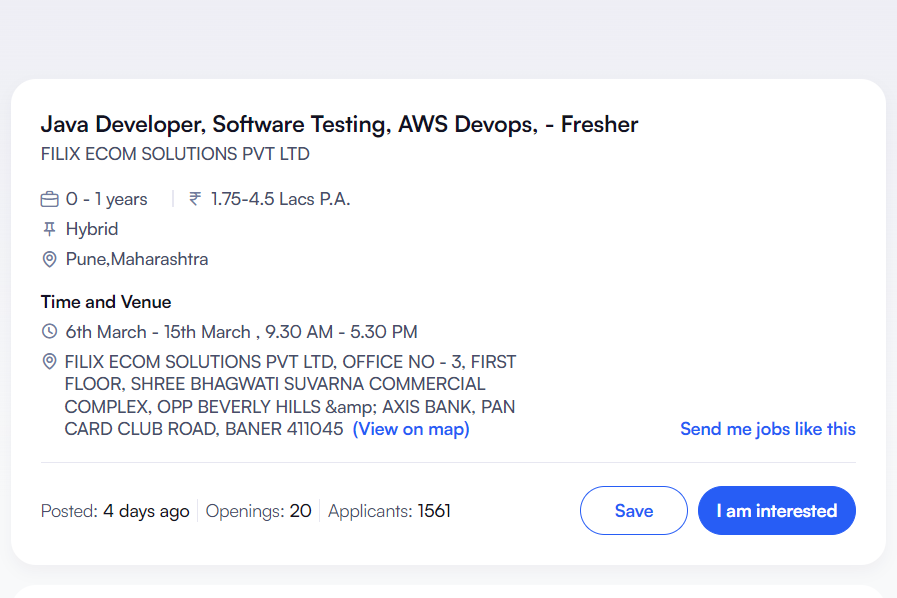 Java Developer, Software Testing, AWS Devops, - Fresher
FILIX ECOM SOLUTIONS PVT LTD
0 - 1 years
₹ 1.75-4.5 Lacs P.A.
Hybrid
Pune,Maharashtra
Time and Venue
6th March - 15th March , 9.30 AM - 5.30 PM
FILIX ECOM SOLUTIONS PVT LTD, OFFICE NO - 3, FIRST
FLOOR, SHREE BHAGWATI SUVARNA COMMERCIAL
COMPLEX, OPP BEVERLY HILLS &amp; AXIS BANK, PAN
CARD CLUB ROAD, BANER 411045 (View on map)
Send me jobs like this
Posted: 4 days ago
Openings: 20
Applicants: 1561
Save
I am interested